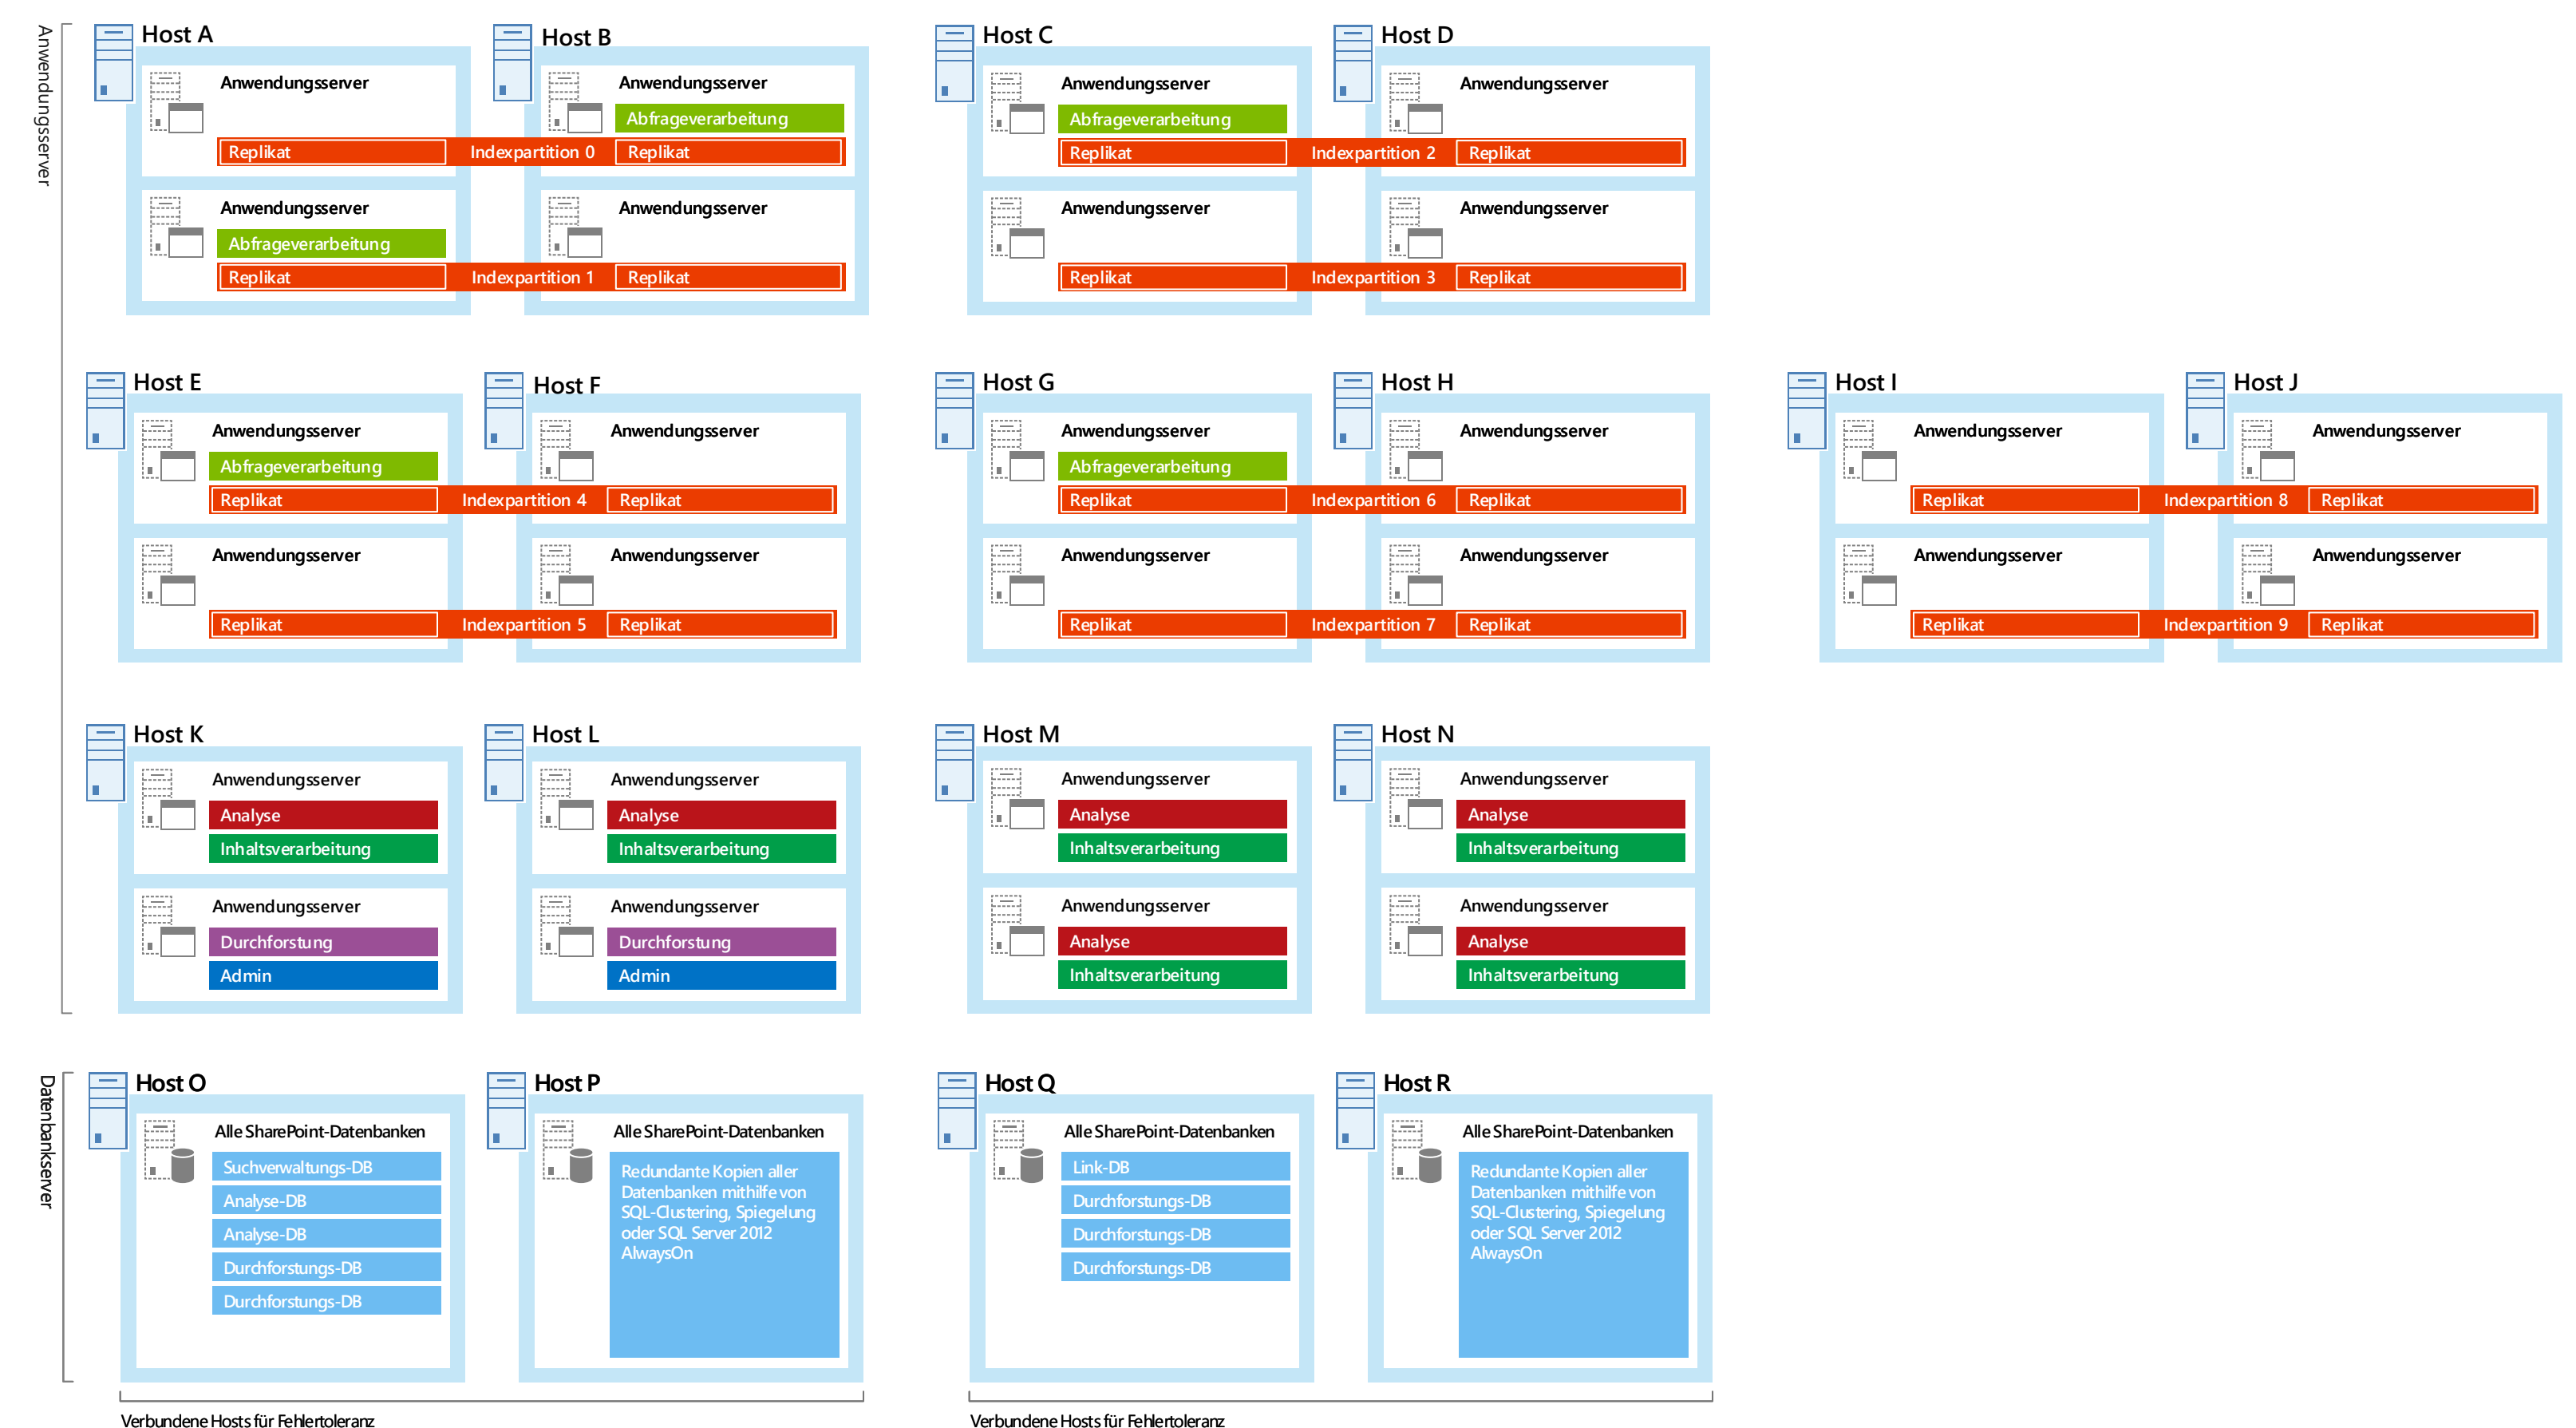 Anwendungsserver
Host A
Anwendungsserver
Replikat
Indexpartition 0
Anwendungsserver
Abfrageverarbeitung
Replikat
Indexpartition 1
Host B
Anwendungsserver
Abfrageverarbeitung
Replikat
Anwendungsserver
Replikat
Host C
Anwendungsserver
Abfrageverarbeitung
Replikat
Indexpartition 2
Anwendungsserver
Replikat
Indexpartition 3
Host D
Anwendungsserver
Replikat
Anwendungsserver
Replikat
Host E
Anwendungsserver
Abfrageverarbeitung
Replikat
Indexpartition 4
Anwendungsserver
Replikat
Indexpartition 5
Host F
Anwendungsserver
Replikat
Anwendungsserver
Replikat
Host G
Anwendungsserver
Abfrageverarbeitung
Replikat
Indexpartition 6
Anwendungsserver
Replikat
Indexpartition 7
Host H
Anwendungsserver
Replikat
Anwendungsserver
Replikat
Host I
Anwendungsserver
Replikat
Indexpartition 8
Anwendungsserver
Replikat
Indexpartition 9
Host J
Anwendungsserver
Replikat
Anwendungsserver
Replikat
Host K
Anwendungsserver
Analyse
Inhaltsverarbeitung
Anwendungsserver
Durchforstung
Admin
Host L
Anwendungsserver
Analyse
Inhaltsverarbeitung
Anwendungsserver
Durchforstung
Admin
Host M
Anwendungsserver
Analyse
Inhaltsverarbeitung
Anwendungsserver
Analyse
Inhaltsverarbeitung
Host N
Anwendungsserver
Analyse
Inhaltsverarbeitung
Anwendungsserver
Analyse
Inhaltsverarbeitung
Datenbankserver
Host O
Alle SharePoint-Datenbanken
Suchverwaltungs-DB
Analyse-DB
Analyse-DB
Durchforstungs-DB
Durchforstungs-DB
Host P
Alle SharePoint-Datenbanken
Redundante Kopien aller
Datenbanken mithilfe von
SQL-Clustering, Spiegelung
oder SQL Server 2012
AlwaysOn
Host Q
Alle SharePoint-Datenbanken
Link-DB
Durchforstungs-DB
Durchforstungs-DB
Durchforstungs-DB
Host R
Alle SharePoint-Datenbanken
Redundante Kopien aller
Datenbanken mithilfe von
SQL-Clustering, Spiegelung
oder SQL Server 2012
AlwaysOn
Verbundene Hosts für Fehlertoleranz
Verbundene Hosts für Fehlertoleranz